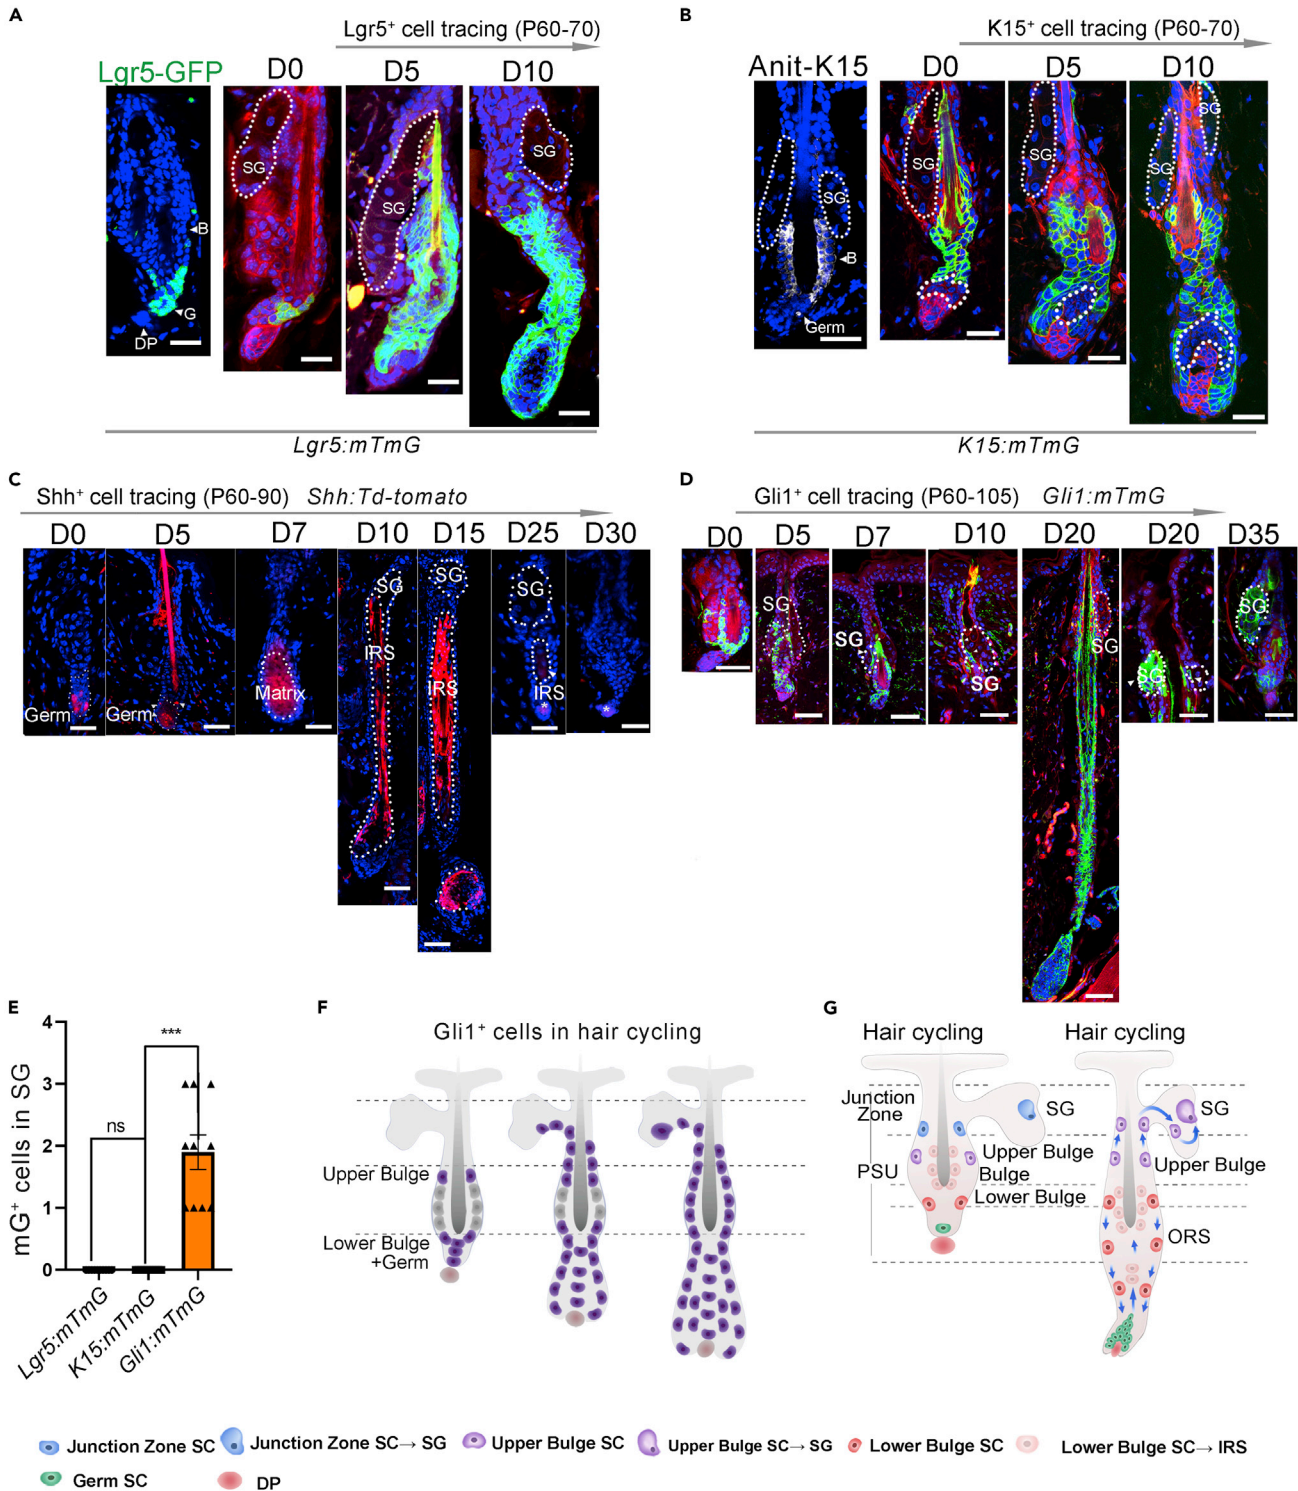 A
Lgr5+ cell tracing (P60-70)
Lgr5-GFP
D0
D5
D10
SG
SG
SG
B
G
DP
Lgr5:mTmG
B
K15+ cell tracing (P60-70)
Anit-K15
D0
D5
D10
SG
SG
SG
SG
SG
B
Germ
K15:mTmG
C
Shh+ cell tracing (P60-90) Shh:Td-tomato
D0
D5
D7
D10
D15
D25
D30
Germ
Germ
Matrix
SG
IRS
SG
IRS
SG
IRS
*
*
D
Gli1+ cell tracing (P60-105) Gli1:mTmG
D0
D5
D7
D10
D20
D20
D35
SG
SG
SG
SG
SG
SG
E
mG+ cells in SG
4
3
2
1
0
ns
***
Lgr5:mTmG
K15:mTmG
Gli1:mTmG
F
Gli1+ cells in hair cycling
Upper Bulge
Lower Bulge
+Germ
G
Hair cycling
Hair cycling
Junction
Zone
SG
SG
PSU
Upper Bulge
Bulge
Lower Bulge
Upper Bulge
ORS
Junction Zone SC
Junction Zone SC→ SG
Upper Bulge SC
Upper Bulge SC→ SG
Lower Bulge SC
Lower Bulge SC→ IRS
Germ SC
DP